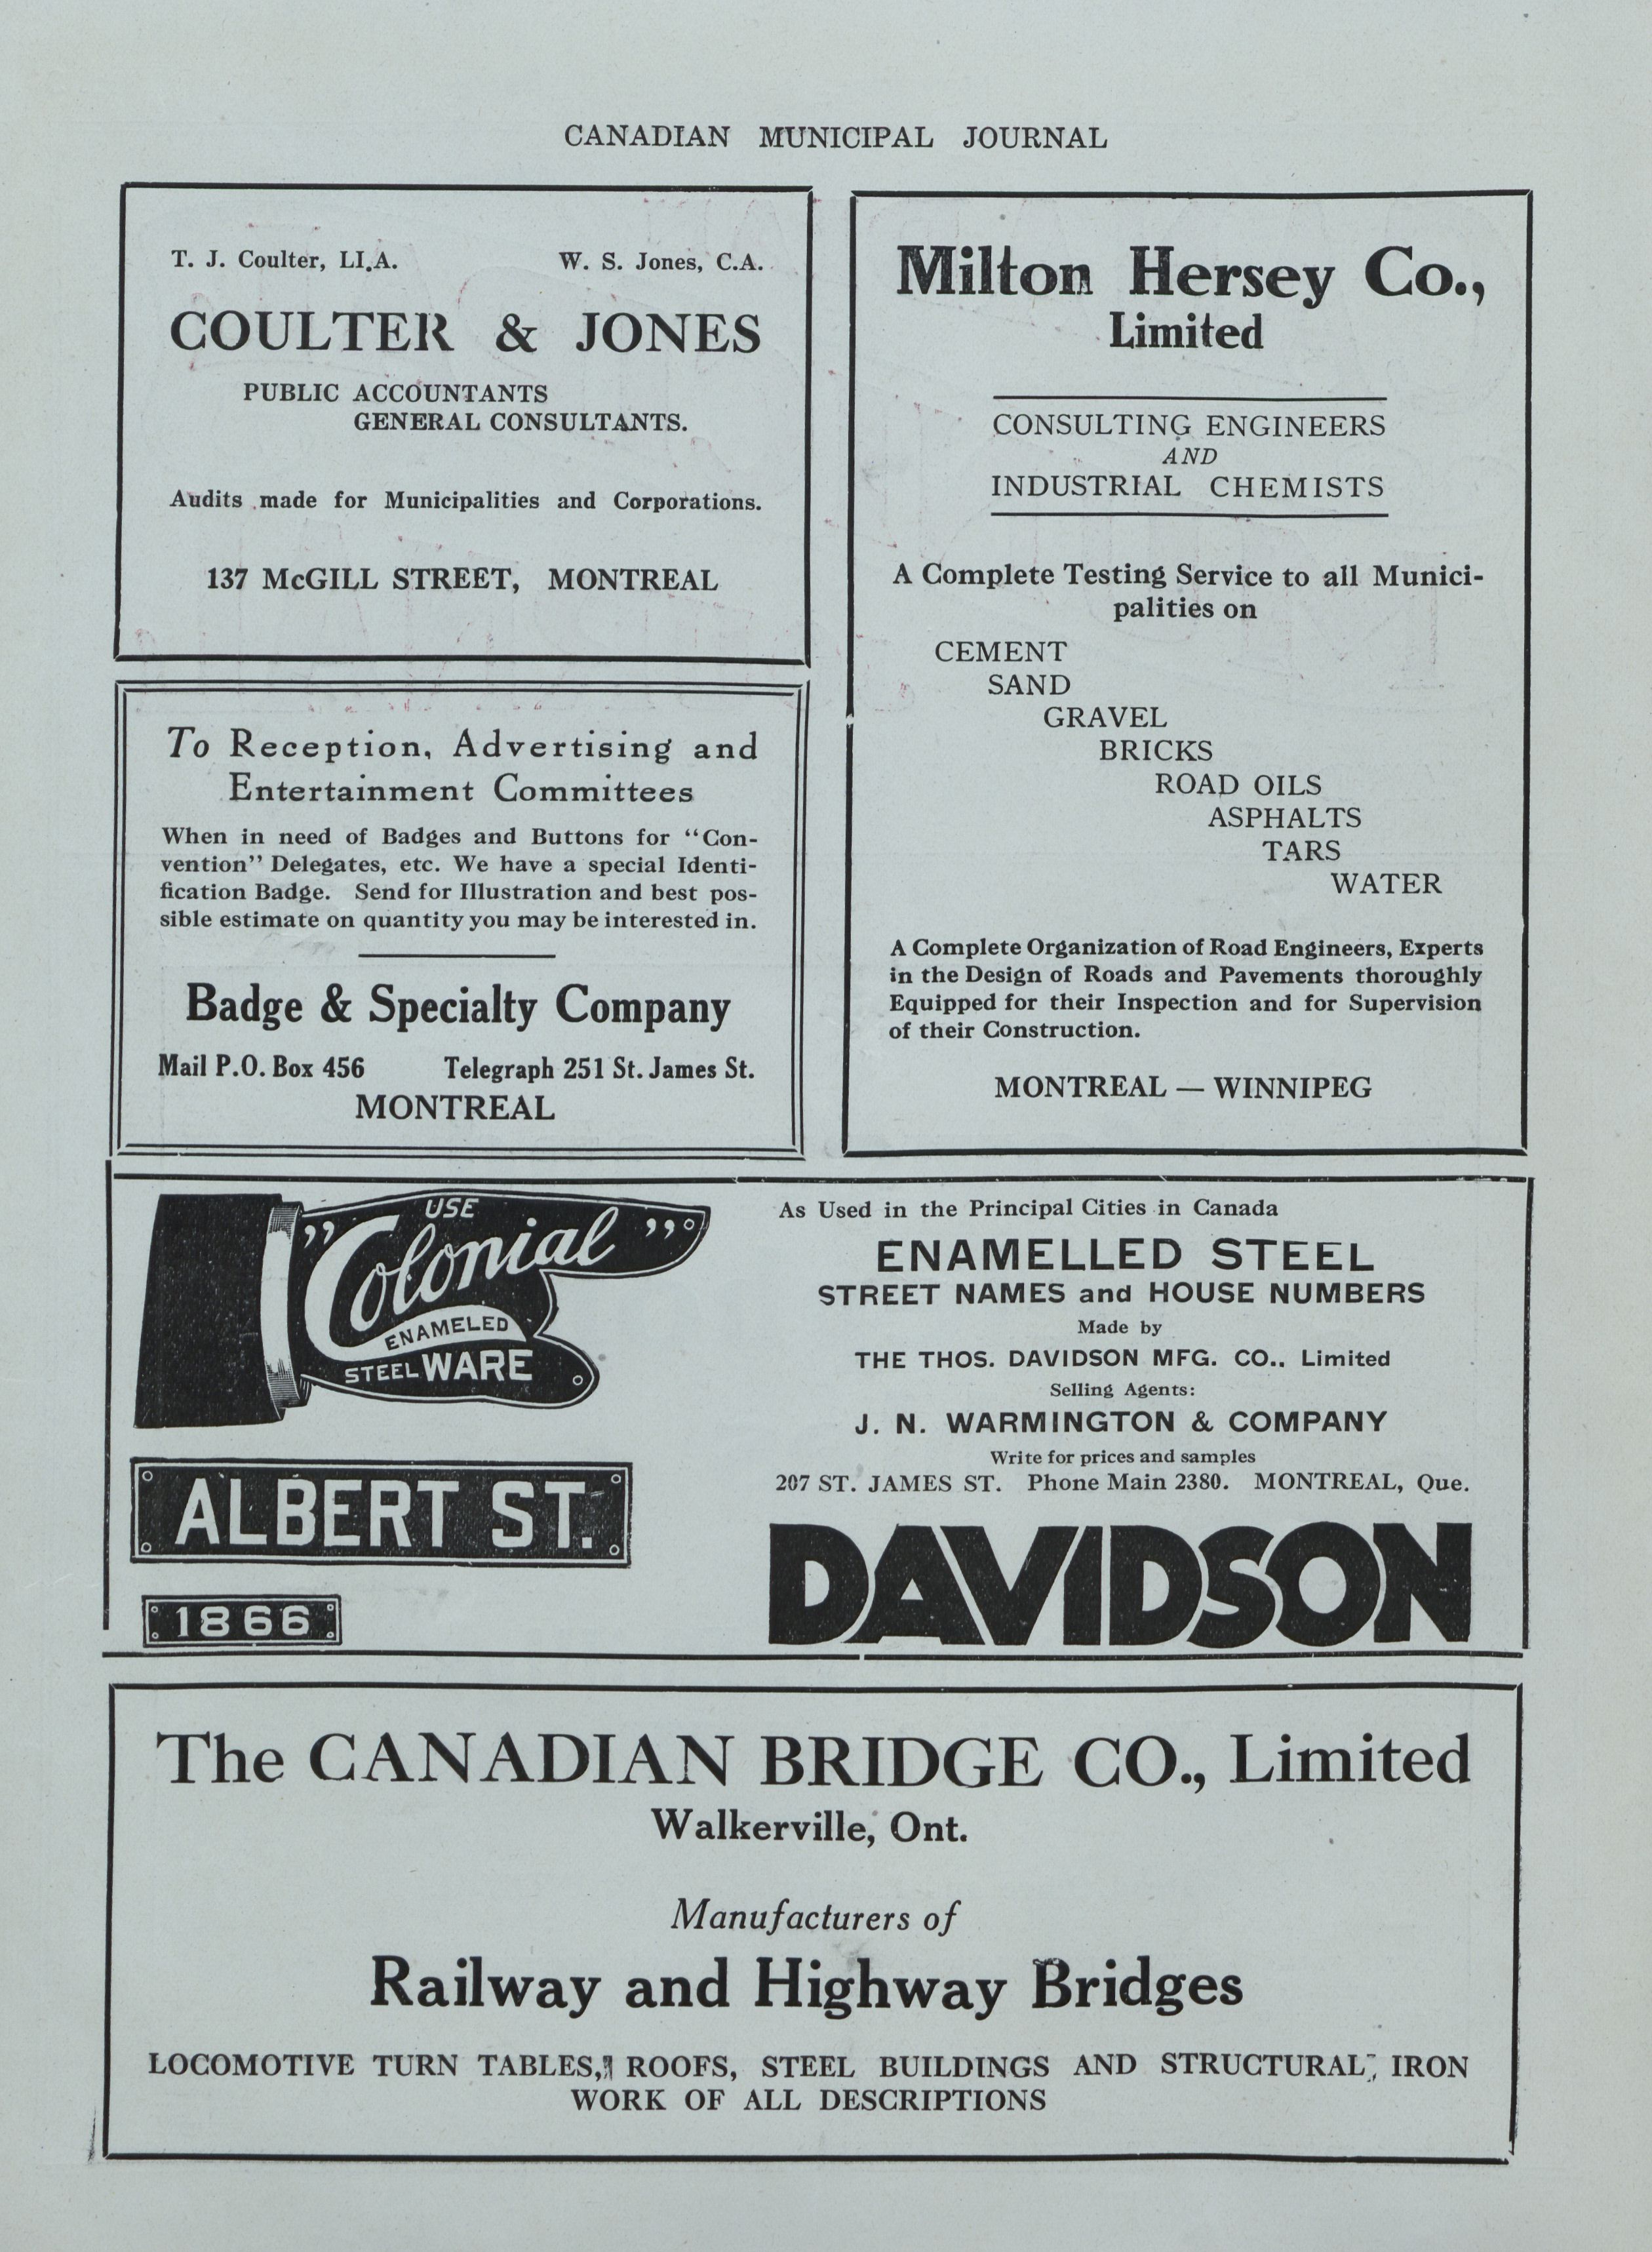 CANADIAN MUNICIPAL JOURNAL
T. J. Coulter, LI.A. W. S. Jones, C.A.
COULTER & JONES
PUBLIC ACCOUNTANTS
GENERAL CONSULTANTS.
Audits made for Municipalities and Corporations.
137 McGILL STREET, MONTREAL
To Reception, Advertising and
Entertainment Committees
When in need of Badges and Buttons for "Con-
vention" Delegates, etc. We have a special Identi-
fication Badge. Send for Illustration and best pos-
sible estimate on quantity you may be interested in.
Badge & Specialty Company
Mail P.O. Box 456 Telegraph 251 St. James St.
MONTREAL
Milton Hersey Co.,
Limited
CONSULTING ENGINEERS
AND
INDUSTRIAL CHEMISTS
A Complete Testing Service to all Munici-
palities on
CEMENT
SAND
GRAVEL
BRICKS
ROAD OILS
ASPHALTS
TARS
WATER
A Complete Organization of Road Engineers, Experts
in the Design of Roads and Pavements thoroughly
Equipped for their Inspection and for Supervision
of their Construction.
MONTREAL — WINNIPEG
USE
"Colonial"
ENAMELED
STEEL WARE
ALBERT ST.
1866
As Used in the Principal Cities in Canada
ENAMELLED STEEL
STREET NAMES and HOUSE NUMBERS
Made by
THE THOS. DAVIDSON MFG. CO., Limited
Selling Agents:
J. N. WARMINGTON & COMPANY
Write for prices and samples
207 ST. JAMES ST. Phone Main 2380. MONTREAL, Que.
DAVIDSON
The CANADIAN BRIDGE CO., Limited
Walkerville, Ont.
Manufacturers of
Railway and Highway Bridges
LOCOMOTIVE TURN TABLES, ROOFS, STEEL BUILDINGS AND STRUCTURAL IRON
WORK OF ALL DESCRIPTIONS